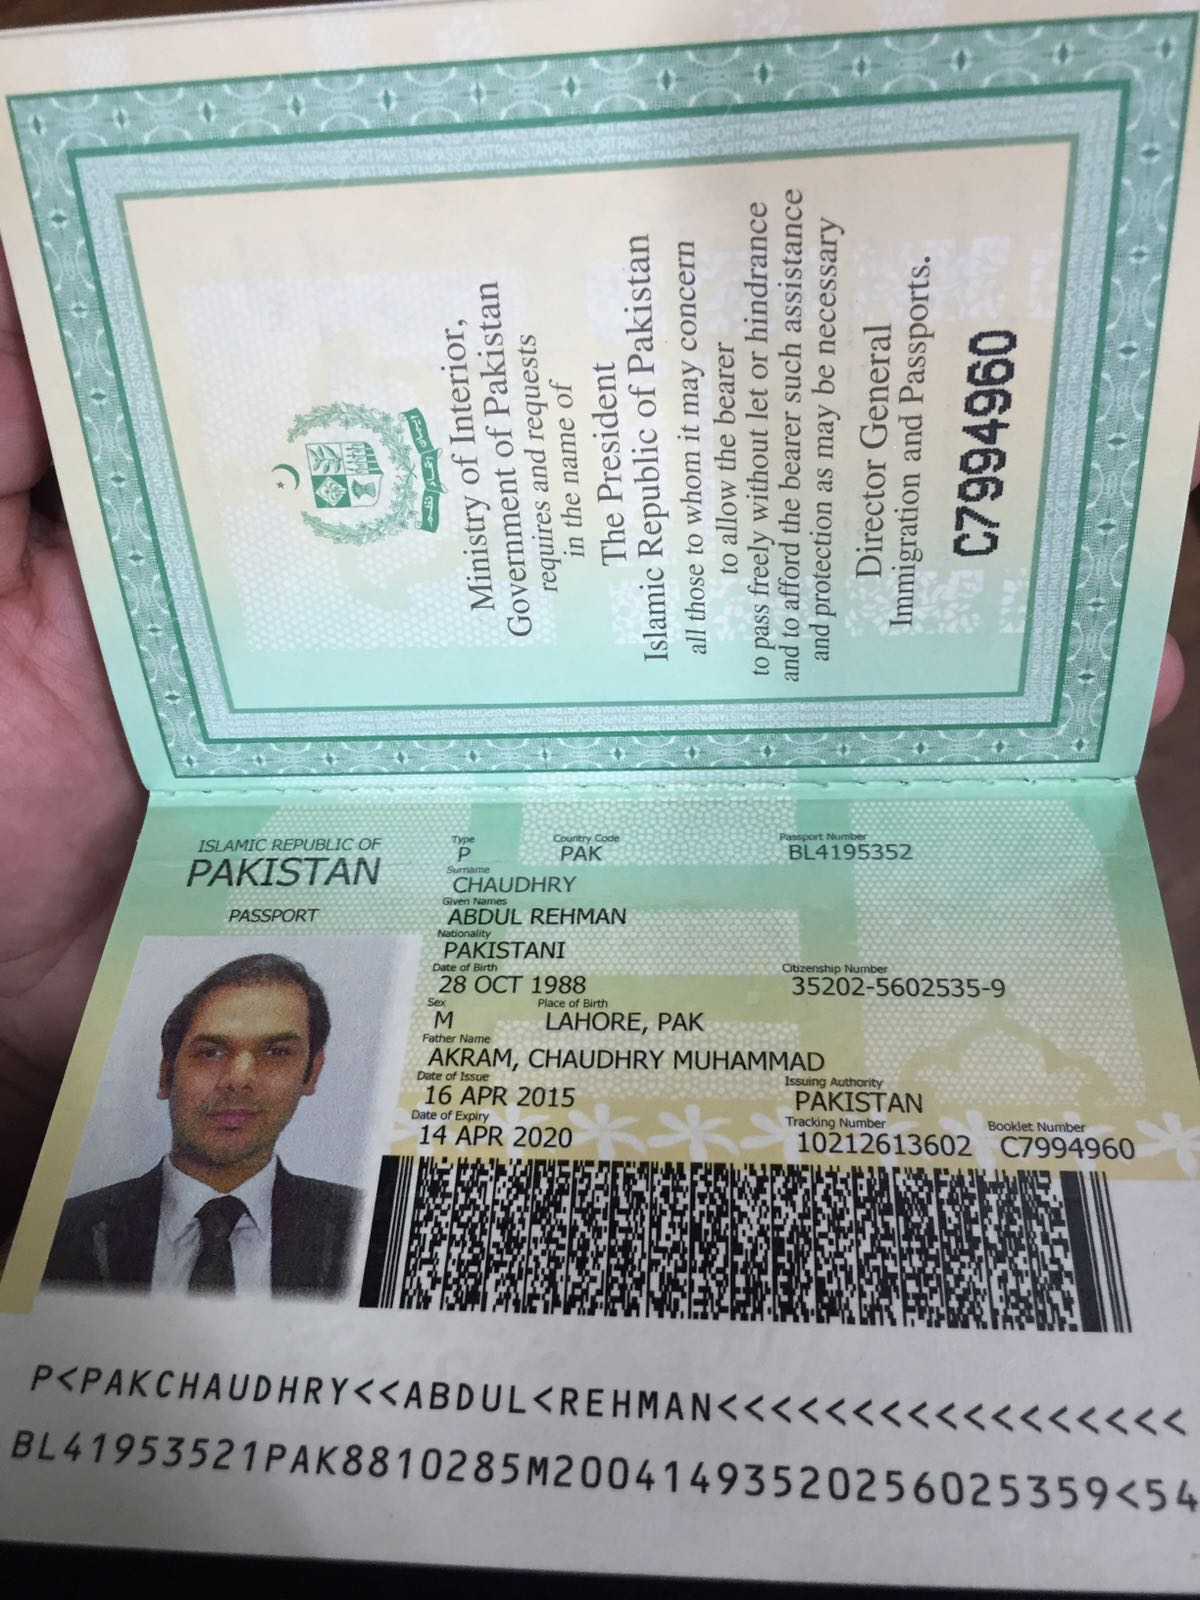 Ministry of Interior,
Government of Pakistan
requires and requests
in the name of
The President
Islamic Republic of Pakistan
all those to whom it may concern
to allow the bearer
to pass freely without let or hindrance
and to afford the bearer such assistance
and protection as may be necessary
Director General
Immigration and Passports.
C7994960
ISLAMIC REPUBLIC OF
PAKISTAN
PASSPORT
Type
P
Country Code
PAK
Passport Number
BL4195352
Surname
CHAUDHRY
Given Names
ABDUL REHMAN
Nationality
PAKISTANI
Date of Birth
28 OCT 1988
Citizenship Number
35202-5602535-9
Sex
M
Place of Birth
LAHORE, PAK
Father Name
AKRAM, CHAUDHRY MUHAMMAD
Date of Issue
16 APR 2015
Issuing Authority
PAKISTAN
Date of Expiry
14 APR 2020
Tracking Number
10212613602
Booklet Number
C7994960
P<PAKCHAUDHRY<<ABDUL<REHMAN<<<<<<<<<<<<<<<<<
BL41953521PAK8810285M20041493520256025359<54